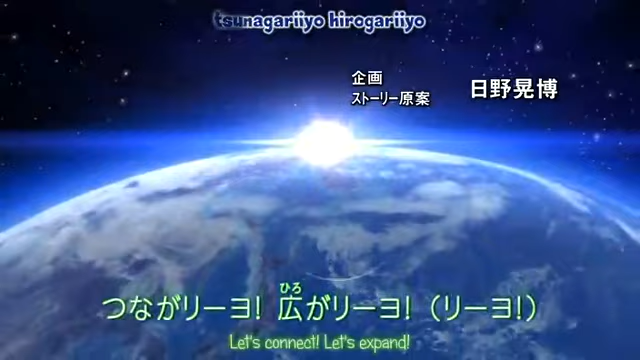 tsunagariiyo hirogariiyo
企画
ストーリー原案
日野晃博
ひろ
つながリーヨ! 広がリーヨ!(リーヨ!)
Let's connect! Let's expand!